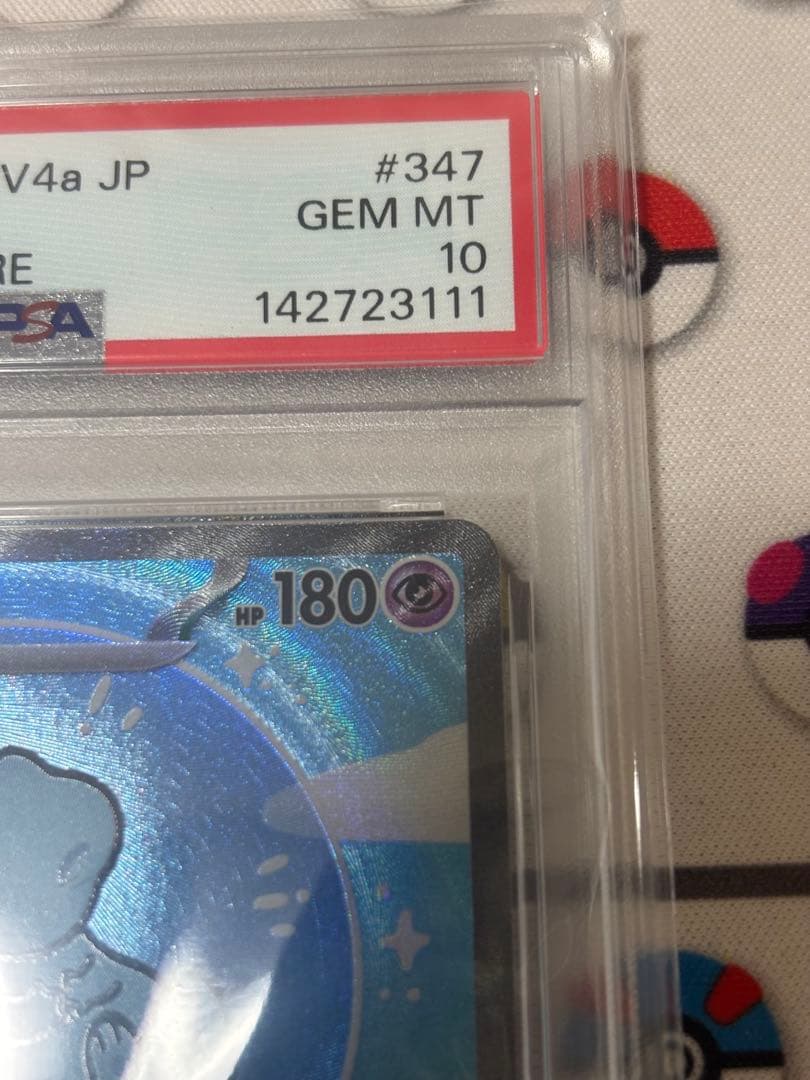 V4a JP #347
GEM MT
RE 10
PSA 142723111
HP 180